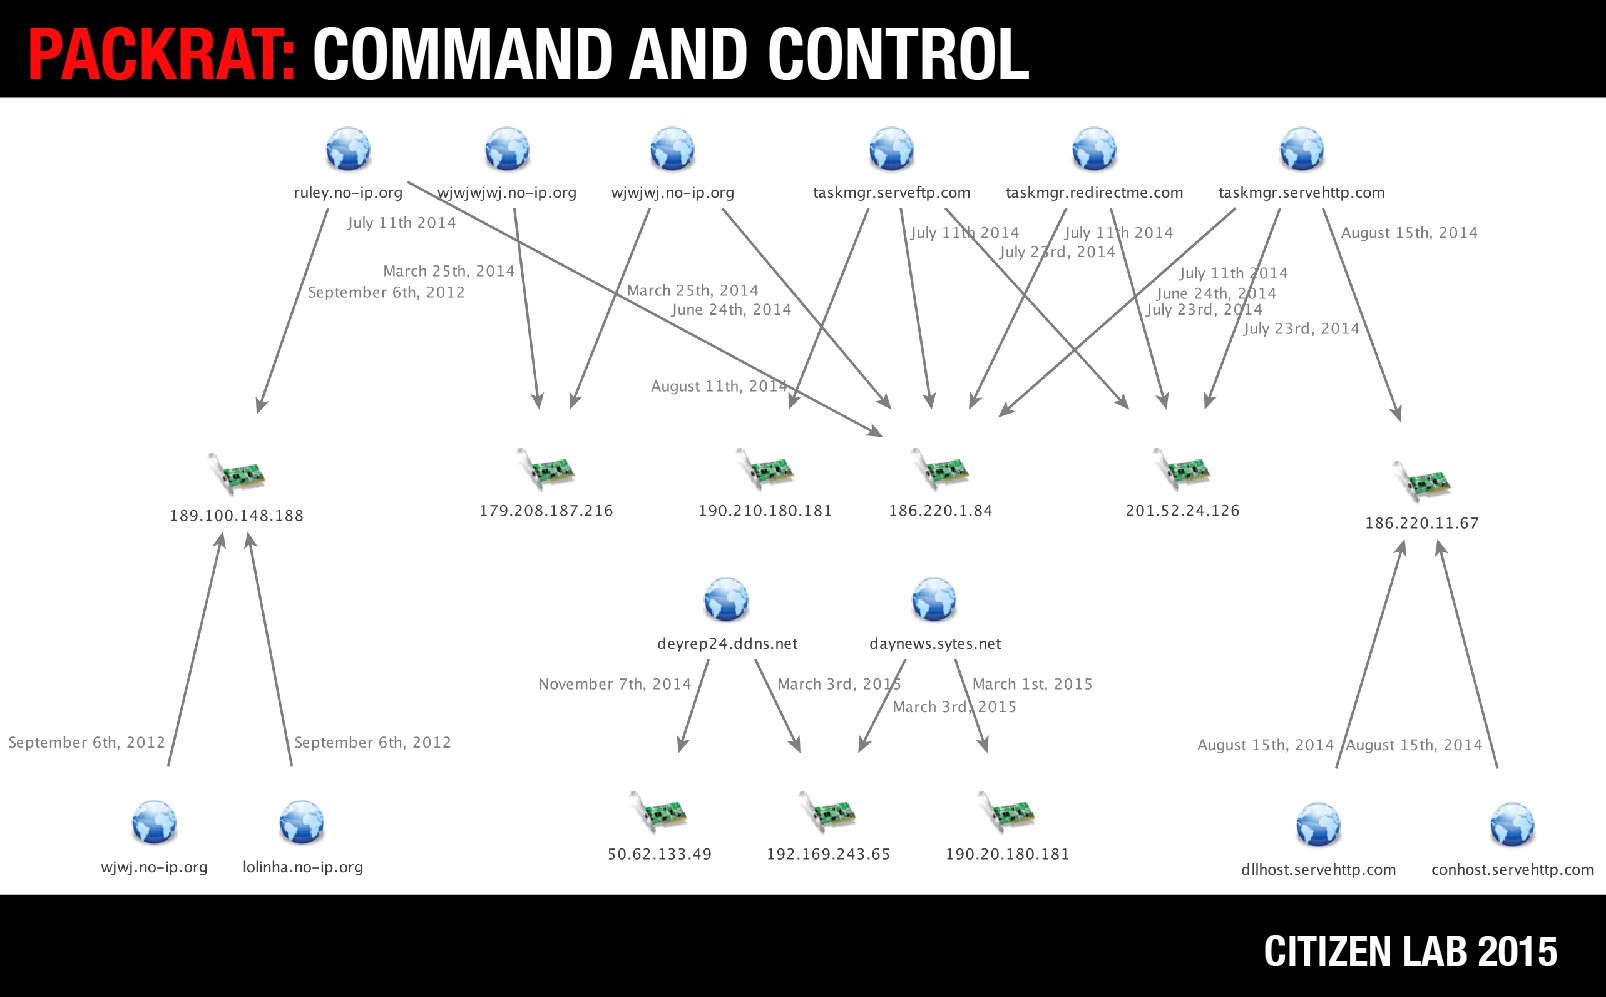 PACKRAT: COMMAND AND CONTROL
ruley.no-ip.org
wjwjwjwj.no-ip.org
wjwjwj.no-ip.org
taskmgr.serveftp.com
taskmgr.redirectme.com
taskmgr.servehttp.com
July 11th 2014
July 11th 2014
July 11th 2014
August 15th, 2014
July 23rd, 2014
March 25th, 2014
July 11th 2014
September 6th, 2012
March 25th, 2014
June 24th, 2014
June 24th, 2014
July 23rd, 2014
July 23rd, 2014
August 11th, 2014
189.100.148.188
179.208.187.216
190.210.180.181
186.220.1.84
201.52.24.126
186.220.11.67
deyrep24.ddns.net
daynews.sytes.net
November 7th, 2014
March 3rd, 2015
March 1st, 2015
March 3rd, 2015
September 6th, 2012
September 6th, 2012
August 15th, 2014
August 15th, 2014
50.62.133.49
192.169.243.65
190.20.180.181
wjwj.no-ip.org
lolinha.no-ip.org
dllhost.servehttp.com
conhost.servehttp.com
CITIZEN LAB 2015